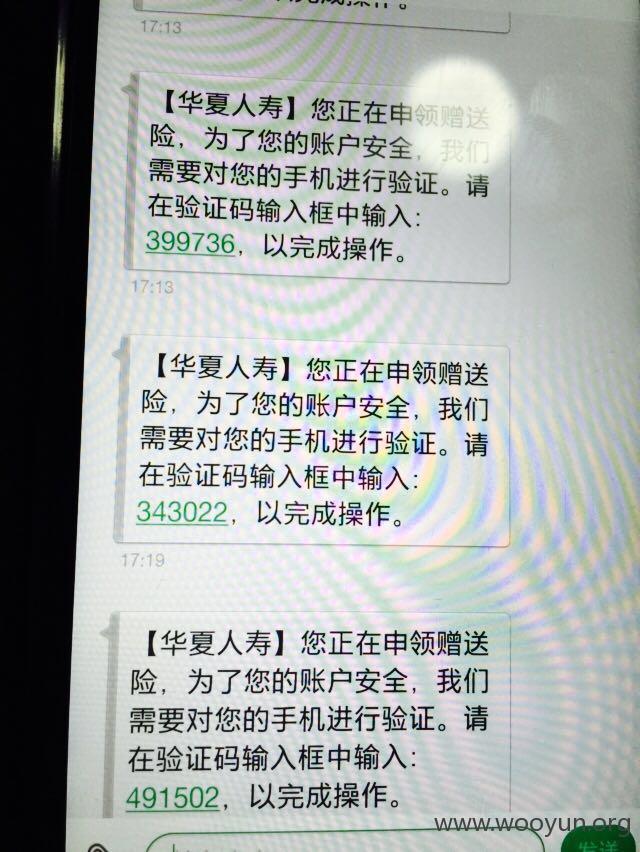 完成操作。
17:13
【华夏人寿】您正在申领赠送
险，为了您的账户安全，我们
需要对您的手机进行验证。请
在验证码输入框中输入：
399736，以完成操作。
17:13
【华夏人寿】您正在申领赠送
险，为了您的账户安全，我们
需要对您的手机进行验证。请
在验证码输入框中输入：
343022，以完成操作。
17:19
【华夏人寿】您正在申领赠送
险，为了您的账户安全，我们
需要对您的手机进行验证。请
在验证码输入框中输入：
491502，以完成操作。
www.wooyun.org
发送